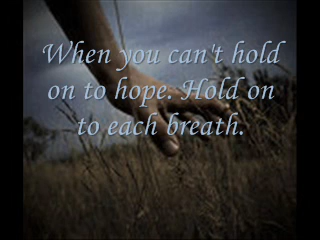 When you can't hold
on to hope. Hold on
to each breath.